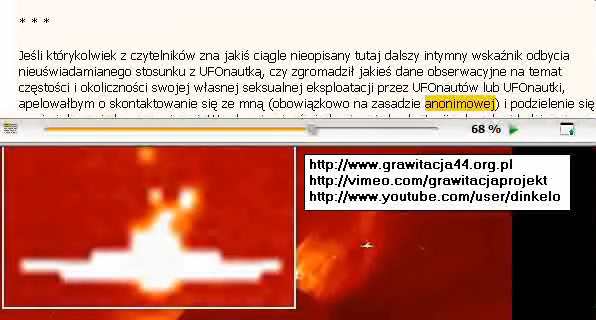 * * *
Jeśli którykolwiek z czytelników zna jakiś ciągle nieopisany tutaj dalszy intymny wskaźnik odbycia
nieuświadamianego stosunku z UFOnautką, czy zgromadził jakieś dane obserwacyjne na temat
częstości i okoliczności swojej własnej seksualnej eksploatacji przez UFOnautów lub UFOnautki,
apelowałbym o skontaktowanie się ze mną (obowiązkowo na zasadzie anonimowej) i podzielenie się
68 %
http://www.grawitacja44.org.pl
http://vimeo.com/grawitacjaprojekt
http://www.youtube.com/user/dinkelo